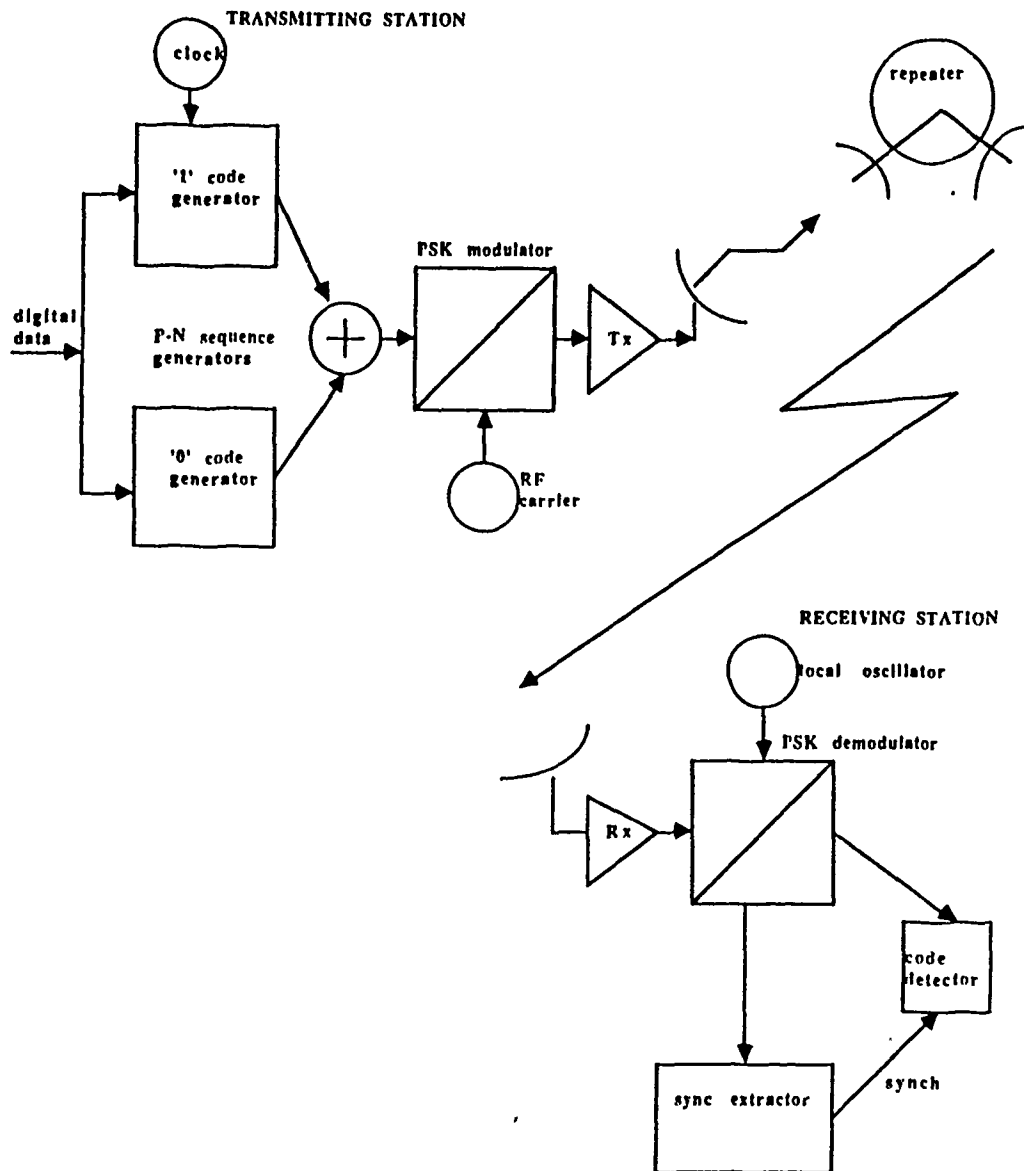 TRANSMITTING STATION
clock
repeater
'1' code
generator
PSK modulator
digital
data
P-N sequence
generators
+
Tx
'0' code
generator
RF
carrier
RECEIVING STATION
local oscillator
PSK demodulator
Rx
code
detector
synch
sync extractor